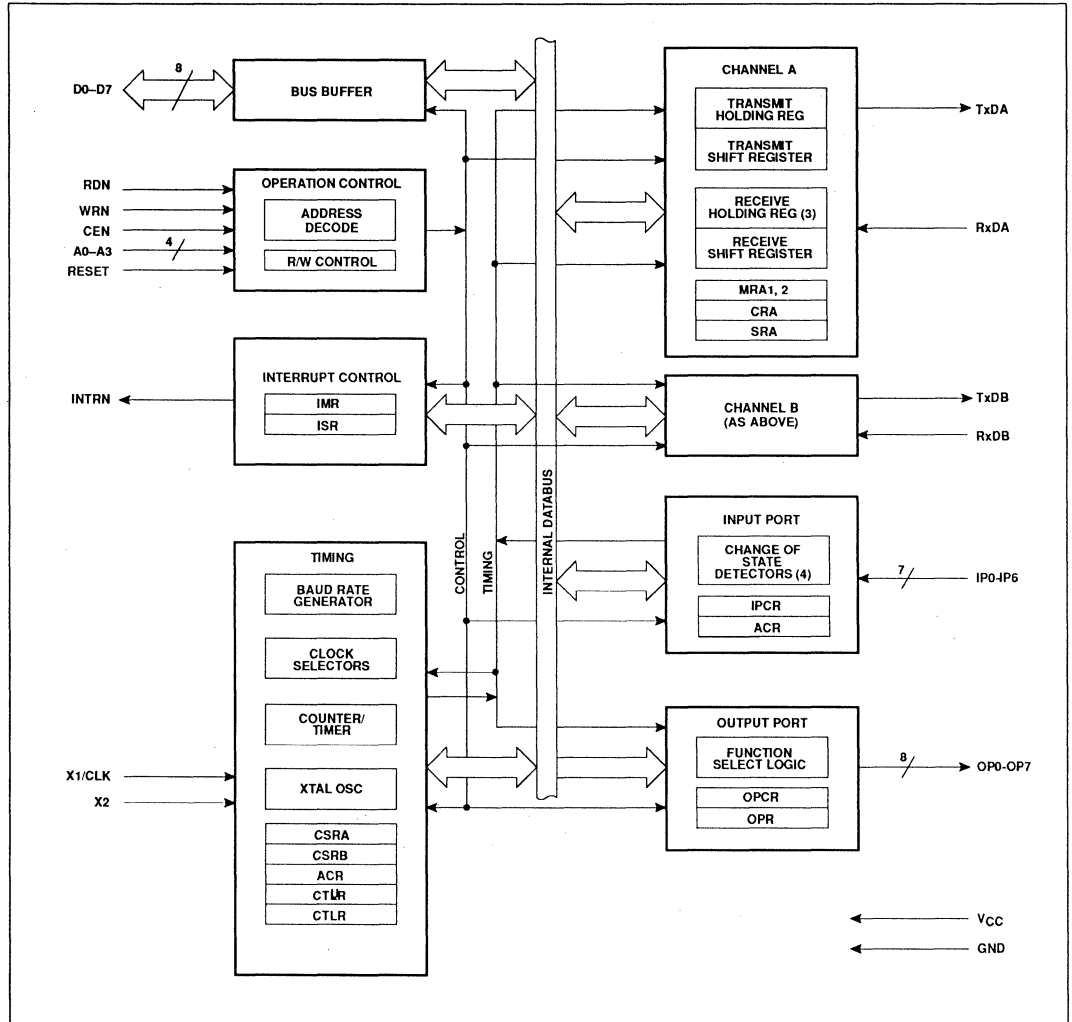 D0–D7
8
BUS BUFFER
RDN
WRN
CEN
A0–A3
RESET
4
OPERATION CONTROL
ADDRESS
DECODE
R/W CONTROL
INTRN
INTERRUPT CONTROL
IMR
ISR
TIMING
BAUD RATE
GENERATOR
CLOCK
SELECTORS
COUNTER/
TIMER
XTAL OSC
CSRA
CSRB
ACR
CTUR
CTLR
X1/CLK
X2
CONTROL
TIMING
INTERNAL DATABUS
CHANNEL A
TRANSMIT
HOLDING REG
TRANSMIT
SHIFT REGISTER
RECEIVE
HOLDING REG (3)
RECEIVE
SHIFT REGISTER
MRA1, 2
CRA
SRA
TxDA
RxDA
CHANNEL B
(AS ABOVE)
TxDB
RxDB
INPUT PORT
CHANGE OF
STATE
DETECTORS (4)
IPCR
ACR
7
IP0-IP6
OUTPUT PORT
FUNCTION
SELECT LOGIC
OPCR
OPR
8
OP0-OP7
VCC
GND